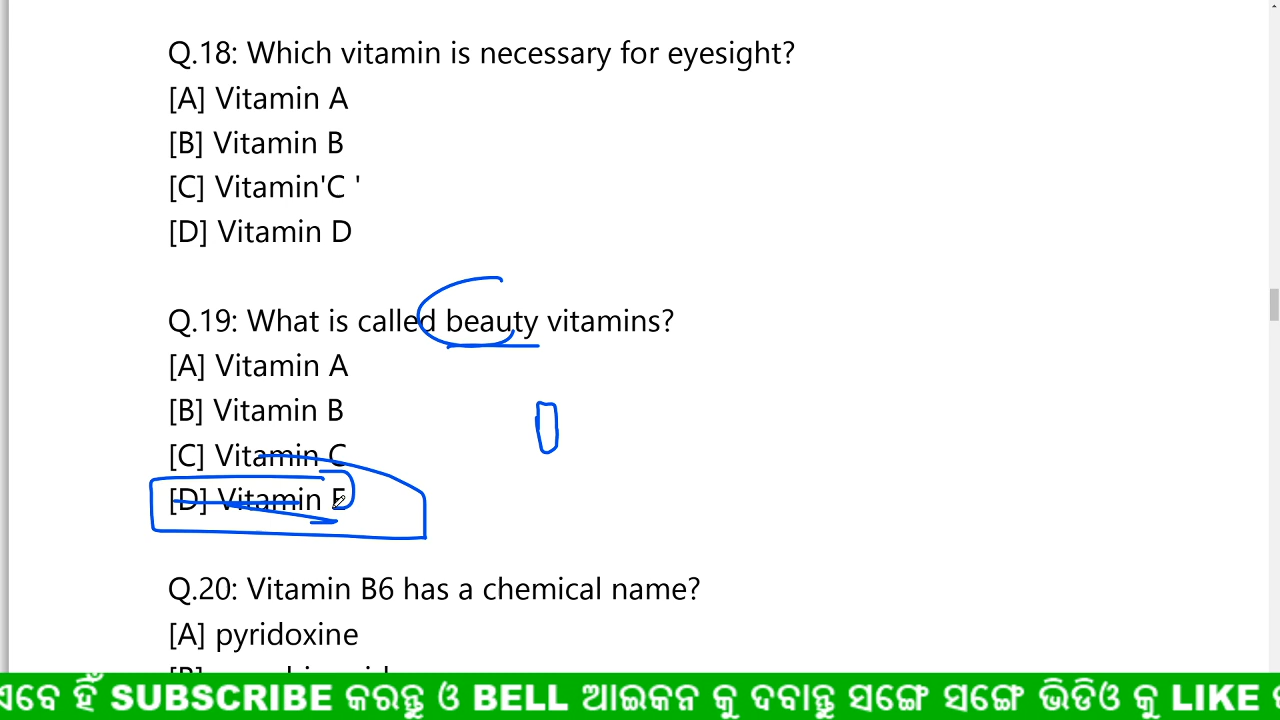 Q.18: Which vitamin is necessary for eyesight?
[A] Vitamin A
[B] Vitamin B
[C] Vitamin'C '
[D] Vitamin D
Q.19: What is called beauty vitamins?
[A] Vitamin A
[B] Vitamin B
[C] Vitamin C
[D] Vitamin E
Q.20: Vitamin B6 has a chemical name?
[A] pyridoxine
ଏବେ ହିଁ SUBSCRIBE କରନ୍ତୁ ଓ BELL ଆଇକନ କୁ ଦବାନ୍ତୁ ସଙ୍ଗେ ସଙ୍ଗେ ଭିଡିଓ କୁ LIKE